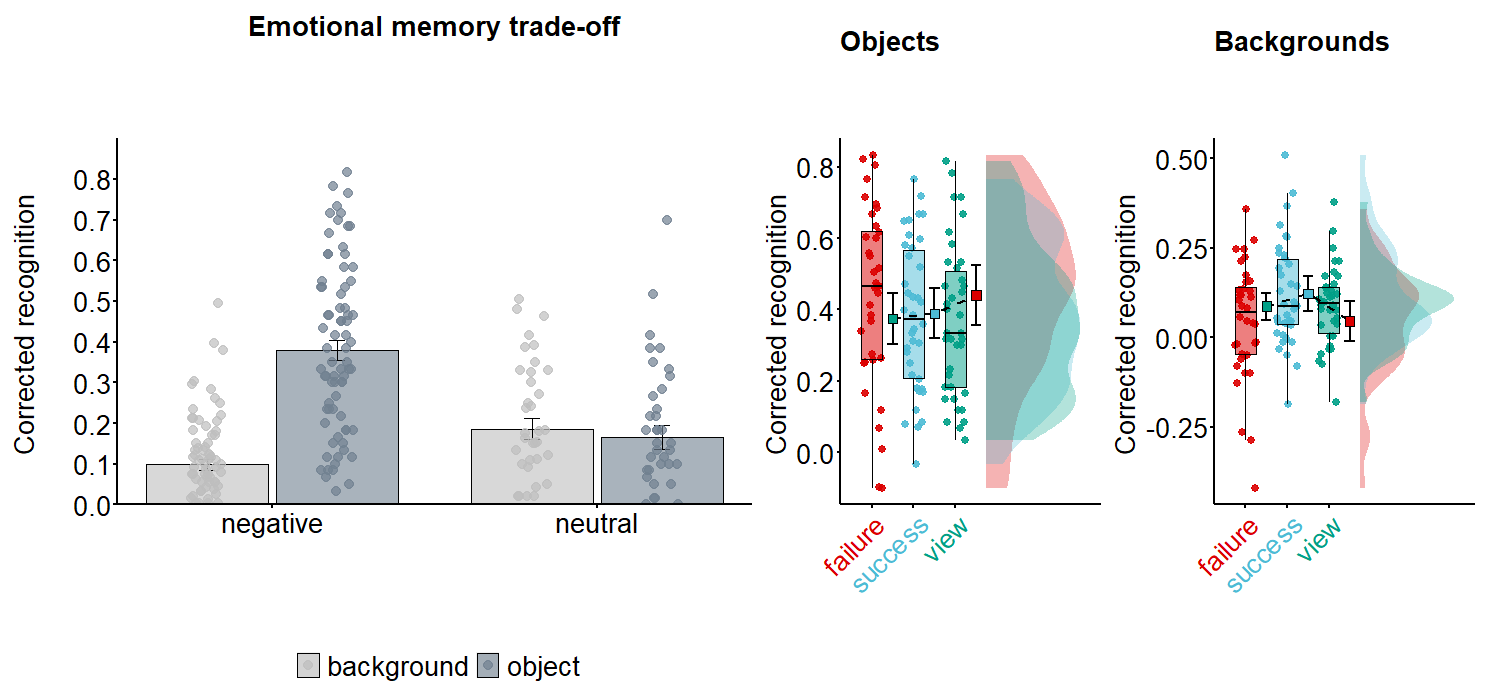 Emotional memory trade-off
Corrected recognition
0.8
0.7
0.6
0.5
0.4
0.3
0.2
0.1
0.0
negative neutral
background object
Objects
Corrected recognition
0.8
0.6
0.4
0.2
0.0
failure
success
view
Backgrounds
Corrected recognition
0.50
0.25
0.00
-0.25
failure
success
view